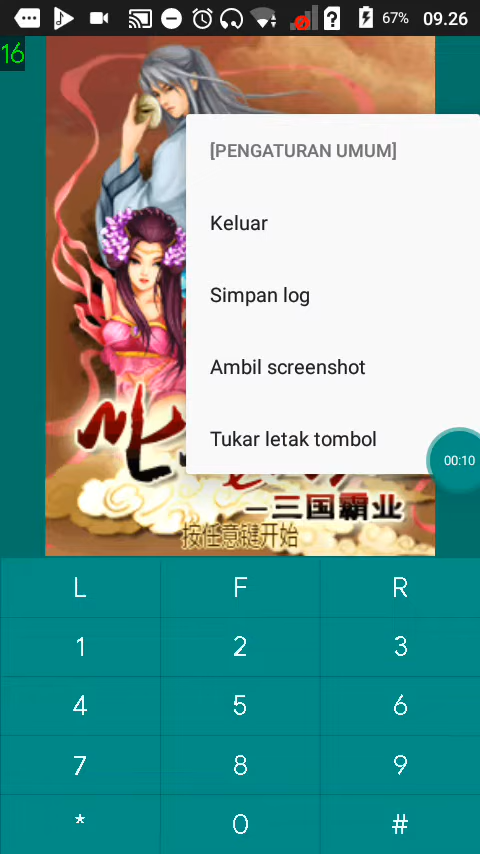 67% 09.26
16
[PENGATURAN UMUM]
Keluar
Simpan log
Ambil screenshot
Tukar letak tombol
00:10
—三国霸业
按任意键开始
L F R
1 2 3
4 5 6
7 8 9
* 0 #